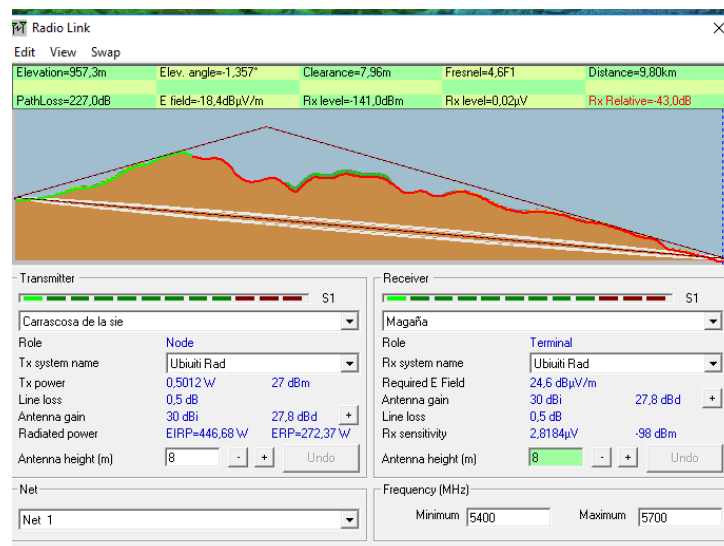 Radio Link
Edit View Swap
Elevation=957,3m Elev. angle=-1,357° Clearance=7,96m Fresnel=4,6F1 Distance=9,80km
PathLoss=227,0dB E field=-18,4dBµV/m Rx level=-141,0dBm Rx level=0,02µV Rx Relative=-43,0dB
Transmitter Receiver
S1 S1
Carrascosa de la sie Magaña
Role Node Role Terminal
Tx system name Ubiuiti Rad Rx system name Ubiuiti Rad
Tx power 0,5012 W 27 dBm Required E Field 24,6 dBµV/m
Line loss 0,5 dB Antenna gain 30 dBi 27,8 dBd +
Antenna gain 30 dBi 27,8 dBd + Line loss 0,5 dB
Radiated power EIRP=446,68 W ERP=272,37 W Rx sensitivity 2,8184µV -98 dBm
Antenna height (m) 8 - + Undo Antenna height (m) 8 - + Undo
Net Frequency (MHz)
Net 1 Minimum 5400 Maximum 5700